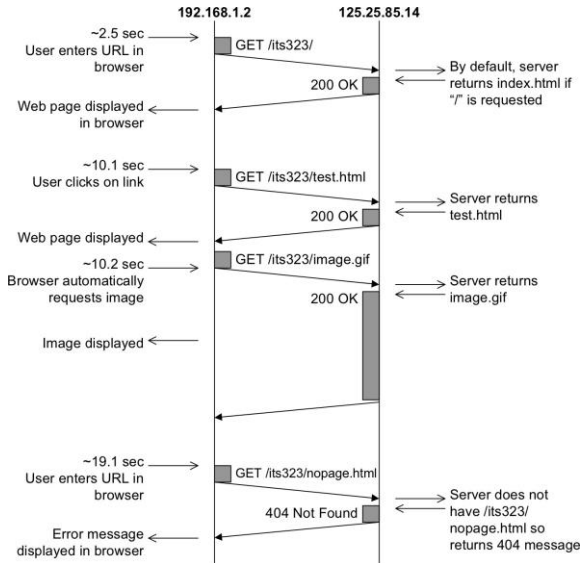 192.168.1.2
125.25.85.14
~2.5 sec
User enters URL in
browser
GET /its323/
By default, server
returns index.html if
“/” is requested
200 OK
Web page displayed
in browser
~10.1 sec
User clicks on link
GET /its323/test.html
Server returns
test.html
200 OK
Web page displayed
~10.2 sec
Browser automatically
requests image
GET /its323/image.gif
Server returns
image.gif
200 OK
Image displayed
~19.1 sec
User enters URL in
browser
GET /its323/nopage.html
Server does not
have /its323/
nopage.html so
returns 404 message
404 Not Found
Error message
displayed in browser